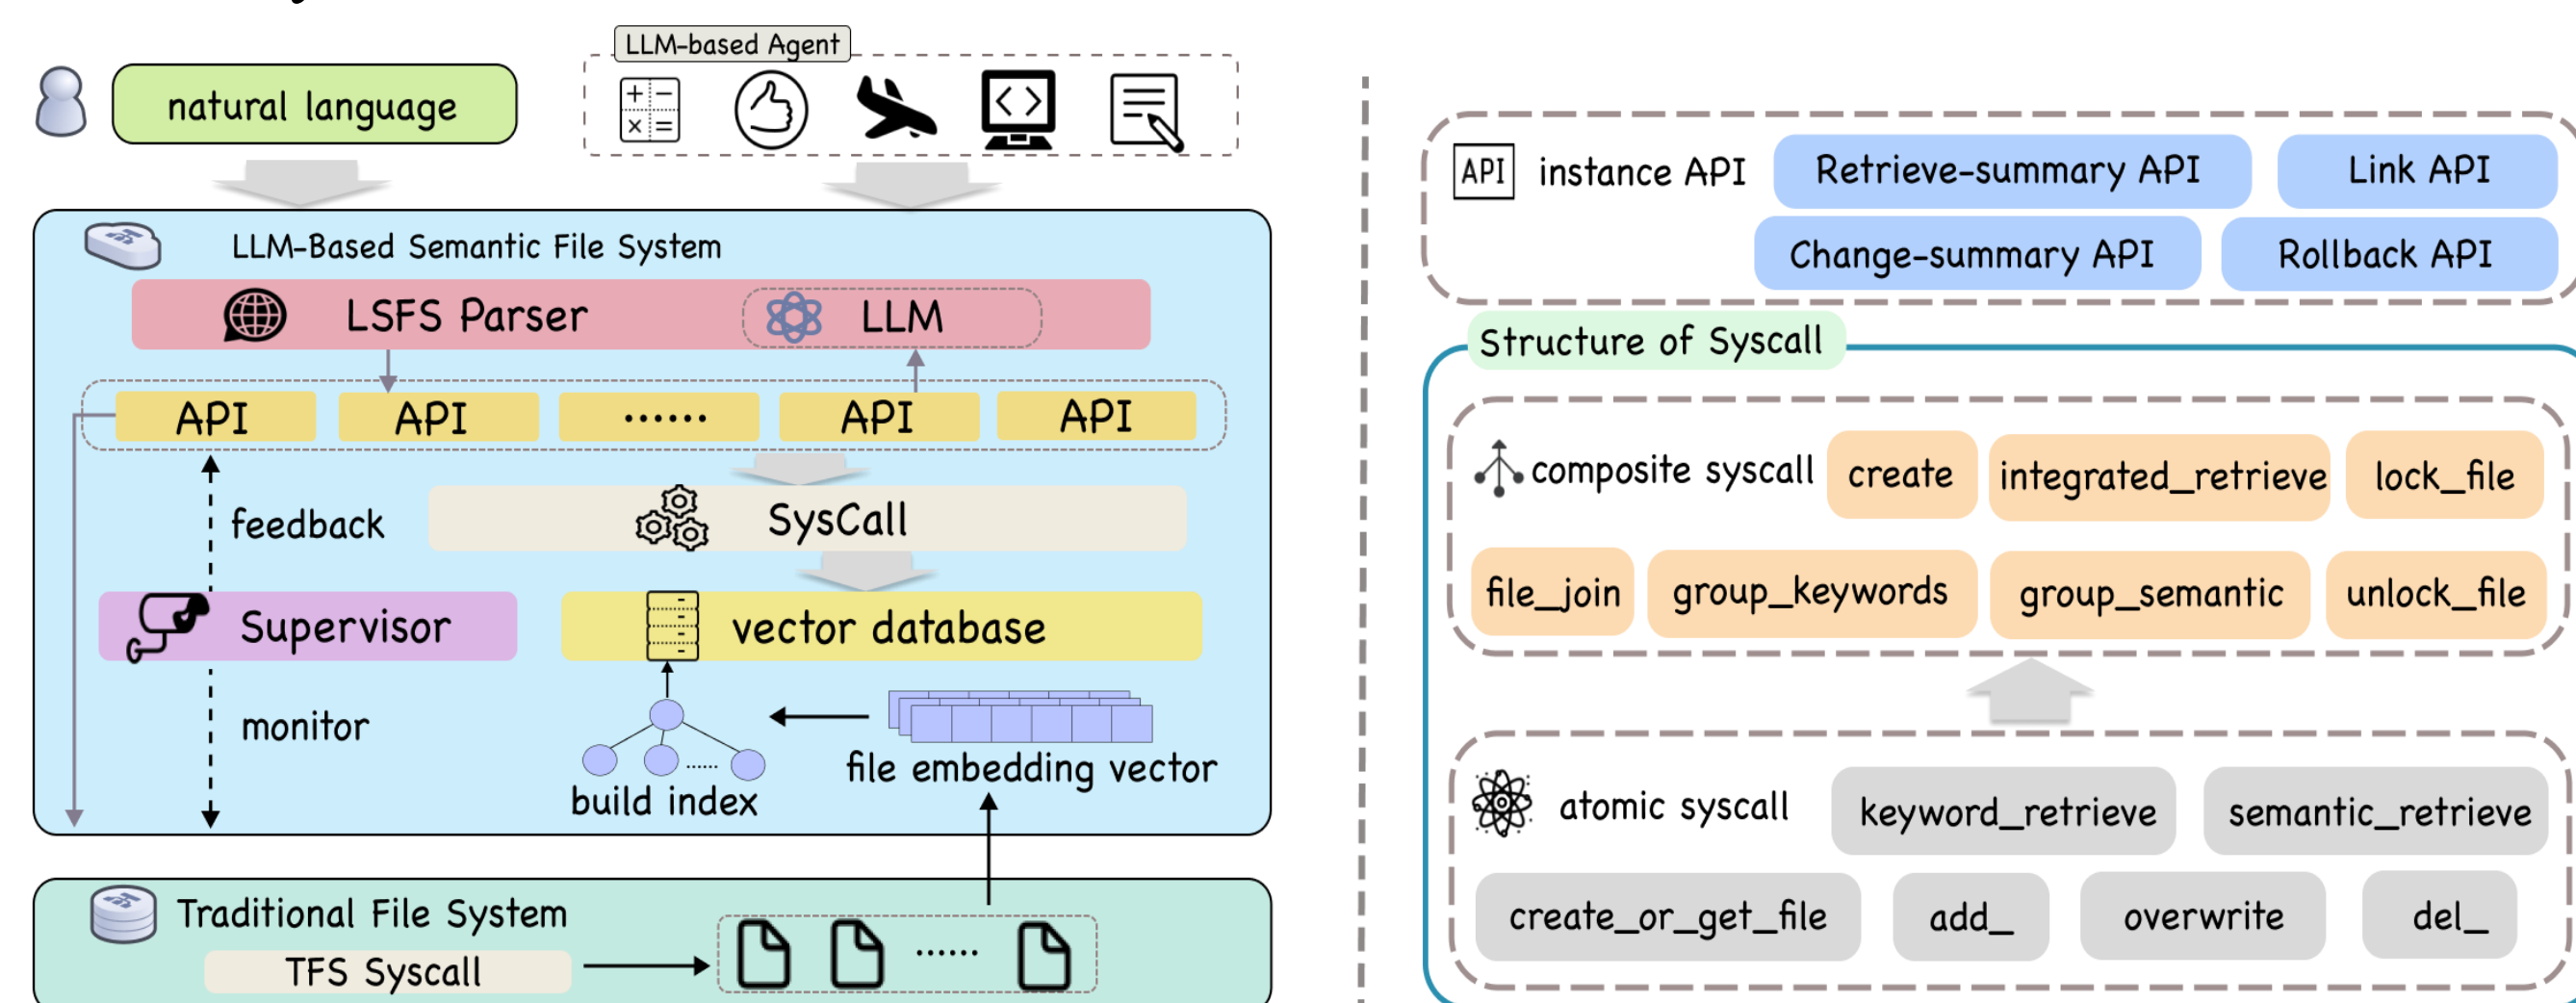 LLM-based Agent
natural language
+ −
× =
<>
LLM-Based Semantic File System
LSFS Parser
LLM
API API ...... API API
feedback
SysCall
Supervisor
vector database
monitor
......
file embedding vector
build index
Traditional File System
TFS Syscall
......
API instance API Retrieve-summary API Link API
Change-summary API Rollback API
Structure of Syscall
composite syscall create integrated_retrieve lock_file
file_join group_keywords group_semantic unlock_file
atomic syscall keyword_retrieve semantic_retrieve
create_or_get_file add_ overwrite del_